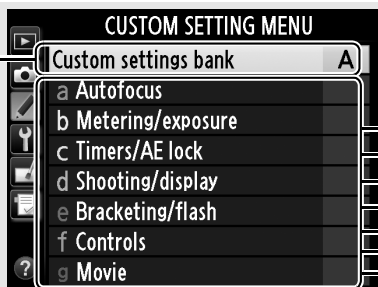 CUSTOM SETTING MENU
Custom settings bank A
a Autofocus
b Metering/exposure
c Timers/AE lock
d Shooting/display
e Bracketing/flash
f Controls
g Movie
?